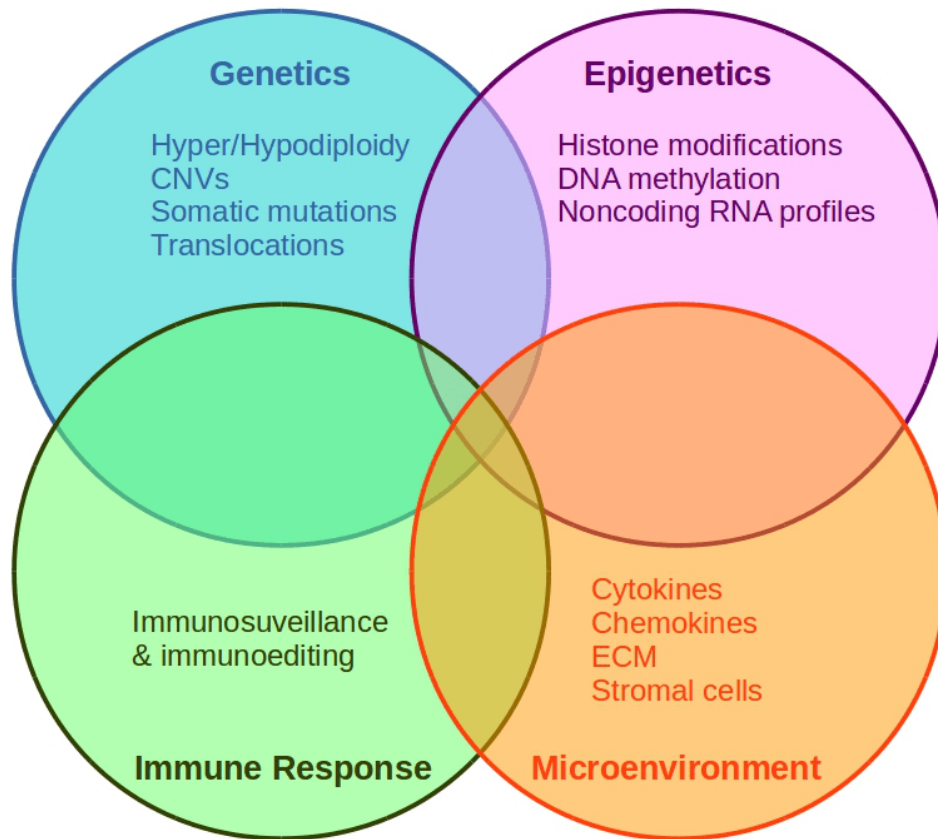 Genetics
Hyper/Hypodiploidy
CNVs
Somatic mutations
Translocations
Epigenetics
Histone modifications
DNA methylation
Noncoding RNA profiles
Immunosuveillance
& immunoediting
Immune Response
Cytokines
Chemokines
ECM
Stromal cells
Microenvironment